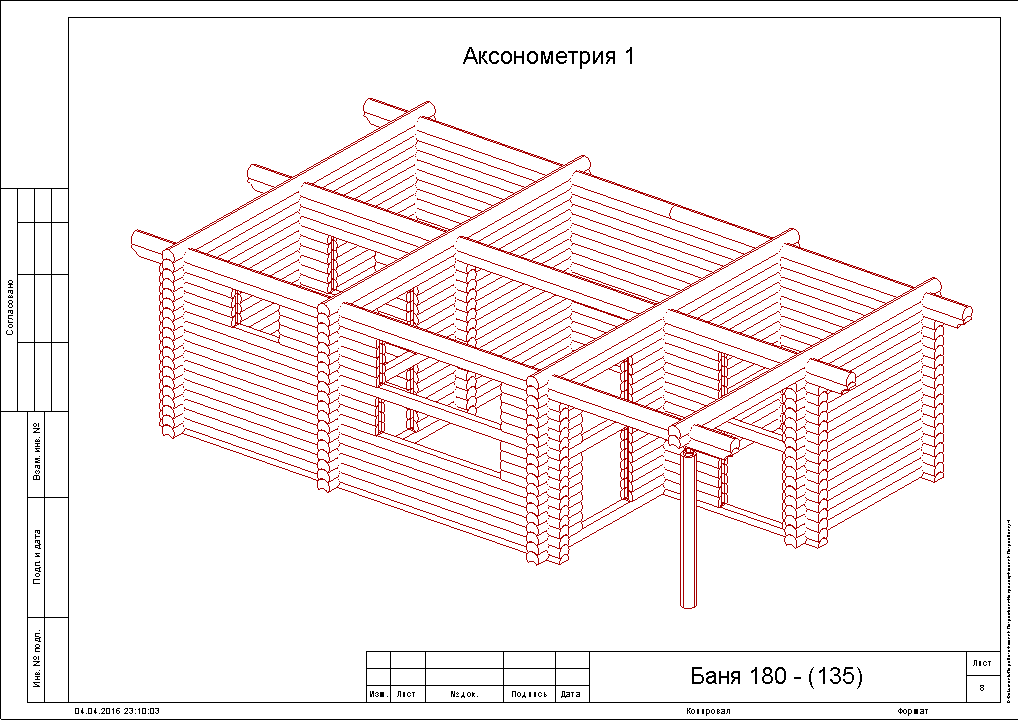 Аксонометрия 1
Согласовано
Взам. инв. №
Подп. и дата
Инв. № подл.
Изм. Лист № док. Подпись Дата
Баня 180 - (135)
Лист
8
04.04.2016 23:10:03
Копировал
Формат